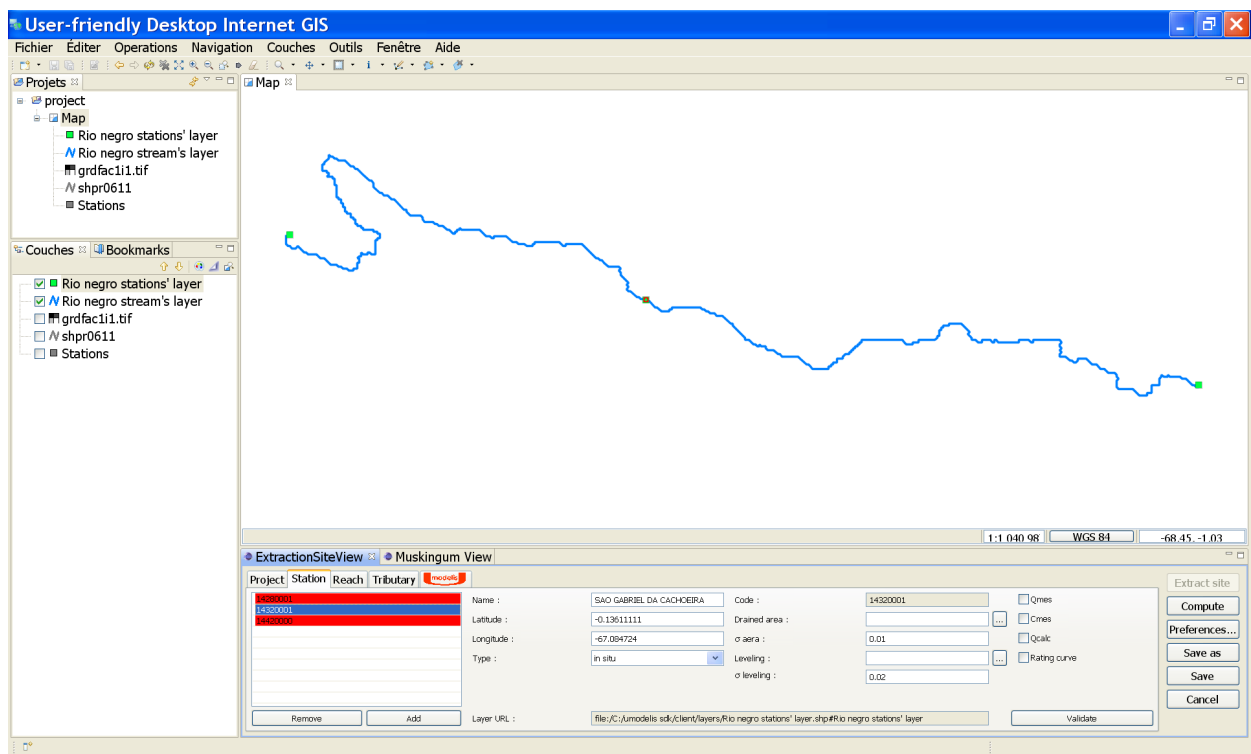 User-friendly Desktop Internet GIS
Fichier Éditer Operations Navigation Couches Outils Fenêtre Aide
Projets
Map
project
Map
Rio negro stations' layer
Rio negro stream's layer
grdfac1i1.tif
shpr0611
Stations
Couches Bookmarks
Rio negro stations' layer
Rio negro stream's layer
grdfac1i1.tif
shpr0611
Stations
1:1 040 98 WGS 84 -68.45, -1.03
ExtractionSiteView Muskingum View
Project Station Reach Tributary modelis
Extract site
Compute
Preferences...
Save as
Save
Cancel
14280001
14320001
14420000
Name : SAO GABRIEL DA CACHOEIRA Code : 14320001 Qmes
Latitude : -0.13611111 Drained area : ... Cmes
Longitude : -67.084724 σ aera : 0.01 Qcalc
Type : in situ Leveling : ... Rating curve
σ leveling : 0.02
Remove Add Layer URL : file:/C:/umodelis sdk/client/layers/Rio negro stations' layer.shp#Rio negro stations' layer Validate